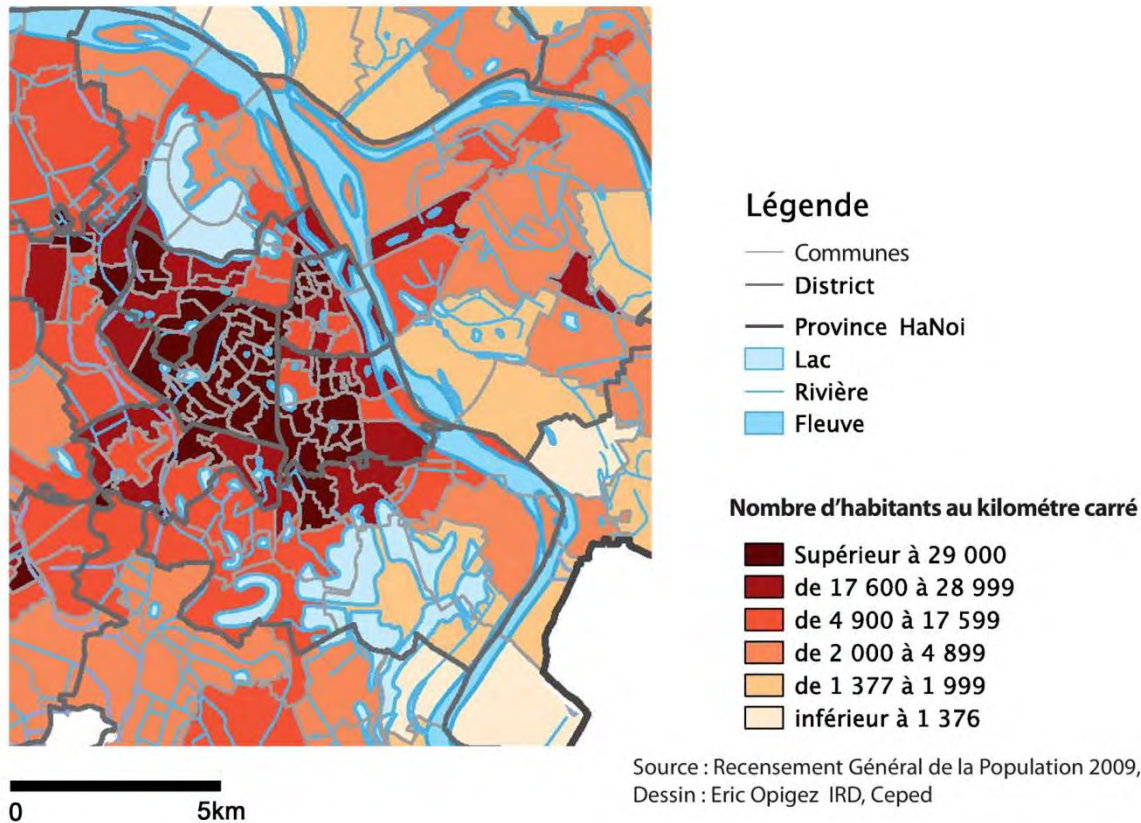 Légende
Communes
District
Province HaNoi
Lac
Rivière
Fleuve
Nombre d'habitants au kilométre carré
Supérieur à 29 000
de 17 600 à 28 999
de 4 900 à 17 599
de 2 000 à 4 899
de 1 377 à 1 999
inférieur à 1 376
Source : Recensement Général de la Population 2009,
Dessin : Eric Opigez IRD, Ceped
0 5km